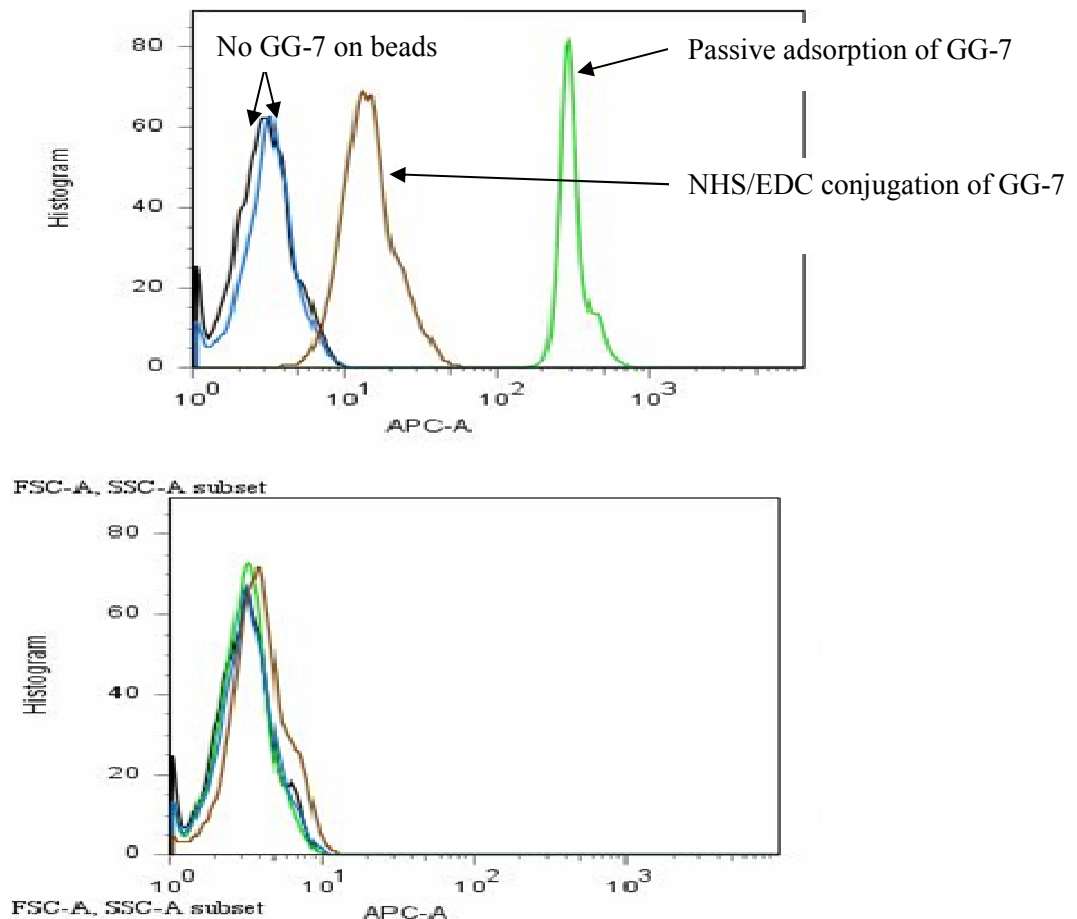 80
No GG-7 on beads
Passive adsorption of GG-7
60
Histogram
NHS/EDC conjugation of GG-7
40
20
0
10^0 10^1 10^2 10^3
APC-A
FSC-A, SSC-A subset
80
60
Histogram
40
20
0
10^0 10^1 10^2 10^3
FSC-A, SSC-A subset APC-A